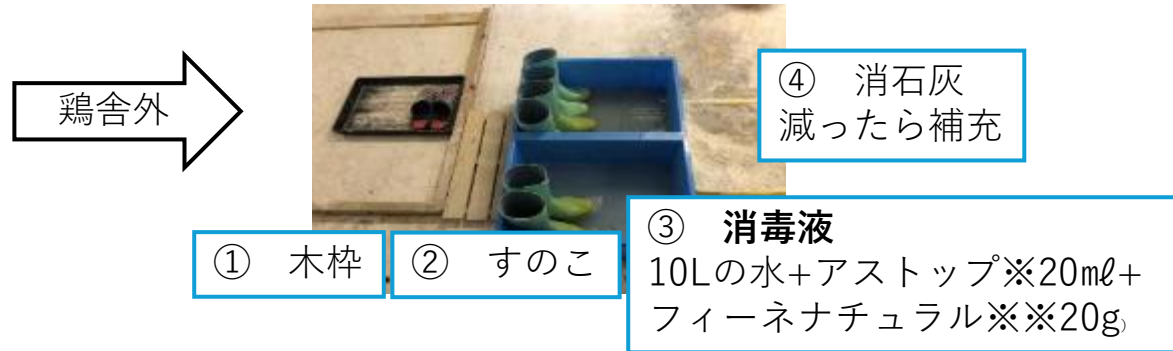 鶏舎外
④　消石灰
減ったら補充
①　木枠
②　すのこ
③　消毒液
10Lの水+アストップ※20㎖+
フィーネナチュラル※※20g)